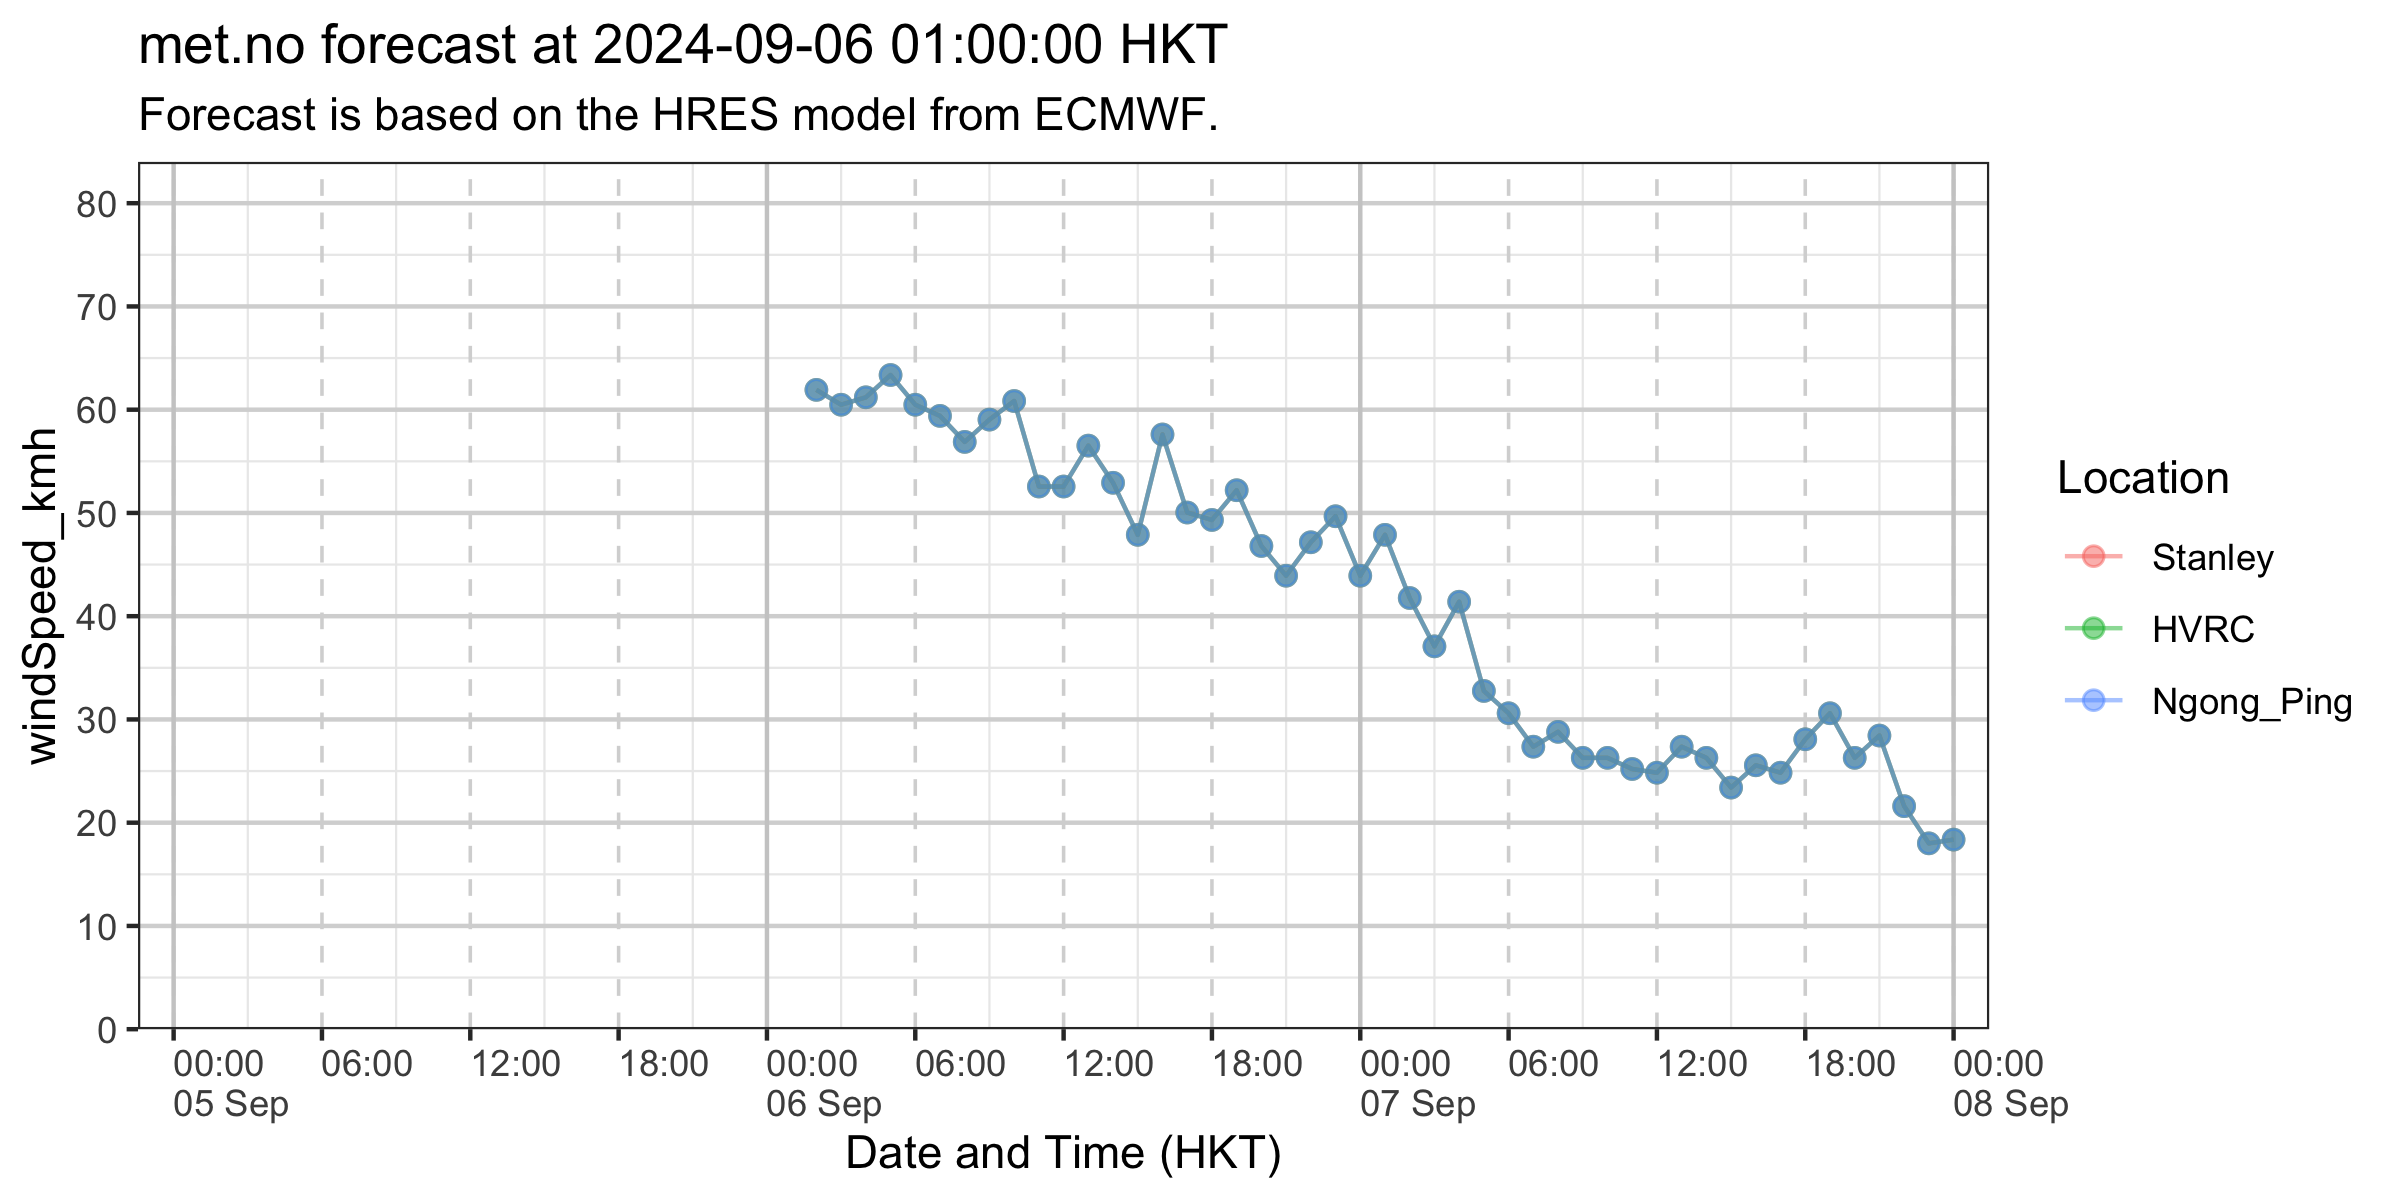 met.no forecast at 2024-09-06 01:00:00 HKT
Forecast is based on the HRES model from ECMWF.
windSpeed_kmh
80
70
60
50
40
30
20
10
0
00:00 06:00 12:00 18:00 00:00 06:00 12:00 18:00 00:00 06:00 12:00 18:00 00:00
05 Sep 06 Sep 07 Sep 08 Sep
Date and Time (HKT)
Location
Stanley
HVRC
Ngong_Ping